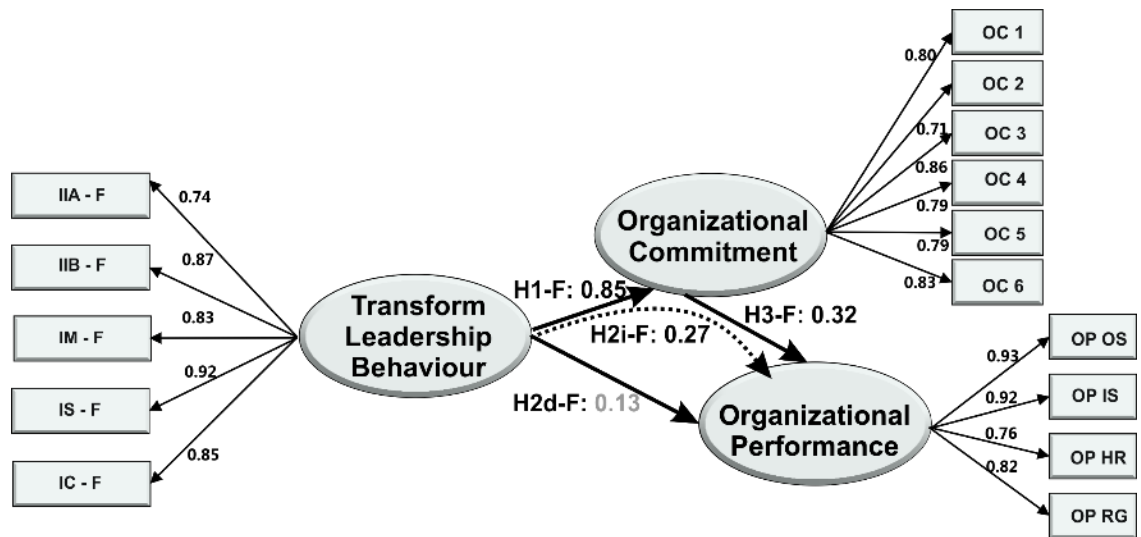 OC 1
0.80
OC 2
0.71
OC 3
0.86
OC 4
0.79
OC 5
0.79
OC 6
0.83
IIA - F
0.74
IIB - F
0.87
IM - F
0.83
IS - F
0.92
IC - F
0.85
Transform
Leadership
Behaviour
Organizational
Commitment
H1-F: 0.85
H2i-F: 0.27
H3-F: 0.32
H2d-F: 0.13
Organizational
Performance
OP OS
0.93
OP IS
0.92
OP HR
0.76
OP RG
0.82